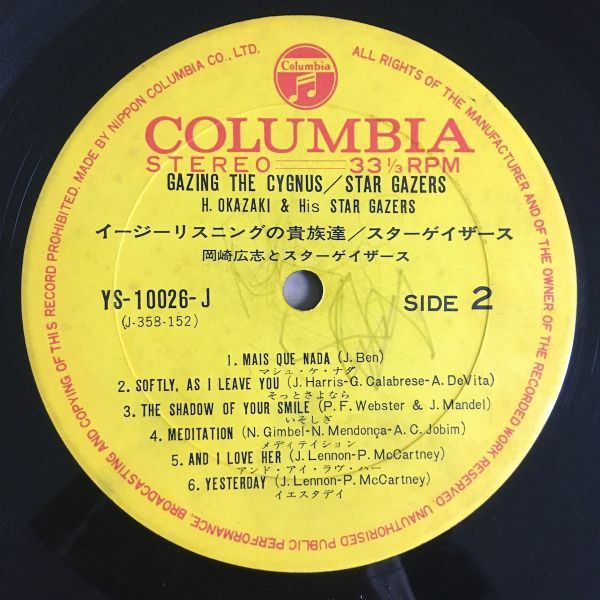 Columbia
ALL RIGHTS OF THE MANUFACTURER AND OF THE OWNER OF THE RECORDED WORK RESERVED. UNAUTHORISED PUBLIC PERFORMANCE, BROADCASTING AND COPYING OF THIS RECORD PROHIBITED. MADE BY NIPPON COLUMBIA CO., LTD.
COLUMBIA
STEREO 33 1/3 RPM
GAZING THE CYGNUS/STAR GAZERS
H. OKAZAKI & His STAR GAZERS
イージーリスニングの貴族達/スターゲイザース
岡崎広志とスターゲイザース
YS-10026-J
(J-358-152)
SIDE 2
1. MAIS QUE NADA (J. Ben)
マシュ・ケ・ナダ
2. SOFTLY, AS I LEAVE YOU (J. Harris-G. Calabrese-A. DeVita)
そっとさよなら
3. THE SHADOW OF YOUR SMILE (P. F. Webster & J. Mandel)
いそしぎ
4. MEDITATION (N. Gimbel-N. Mendonça-A. C. Jobim)
メディテイション
5. AND I LOVE HER (J. Lennon-P. McCartney)
アンド・アイ・ラヴ・ハー
6. YESTERDAY (J. Lennon-P. McCartney)
イエスタデイ